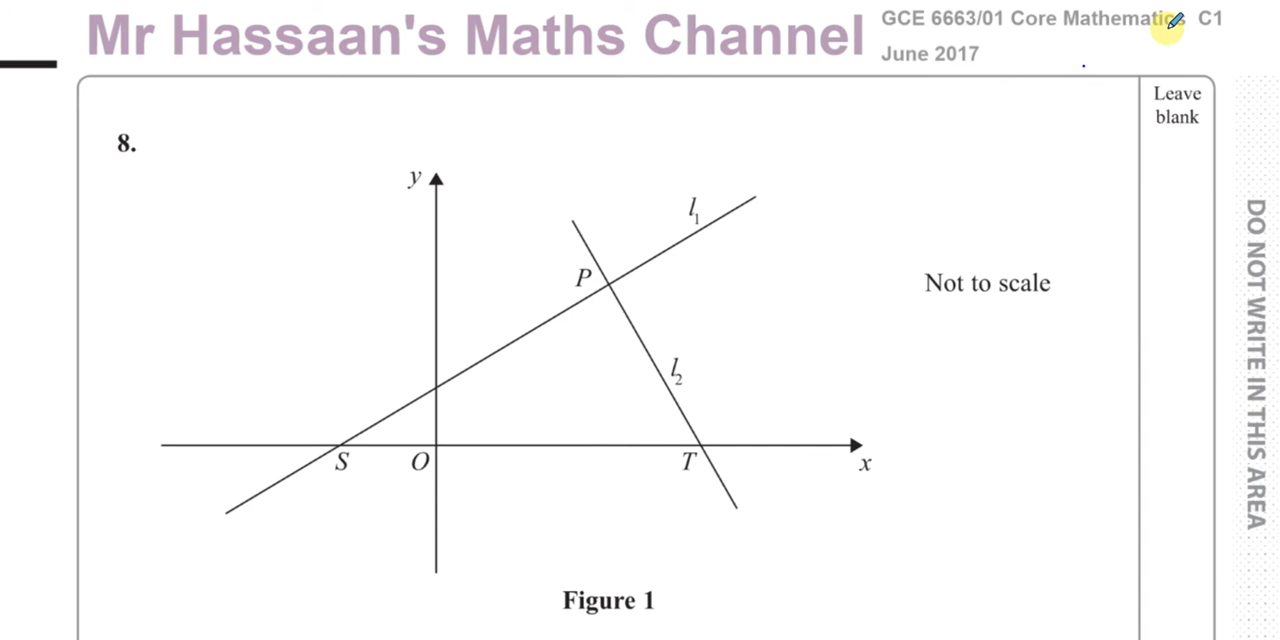 Mr Hassaan's Maths Channel
GCE 6663/01 Core Mathematics C1
June 2017
Leave
blank
8.
y
l1
P
Not to scale
l2
S
O
T
x
Figure 1
DO NOT WRITE IN THIS AREA